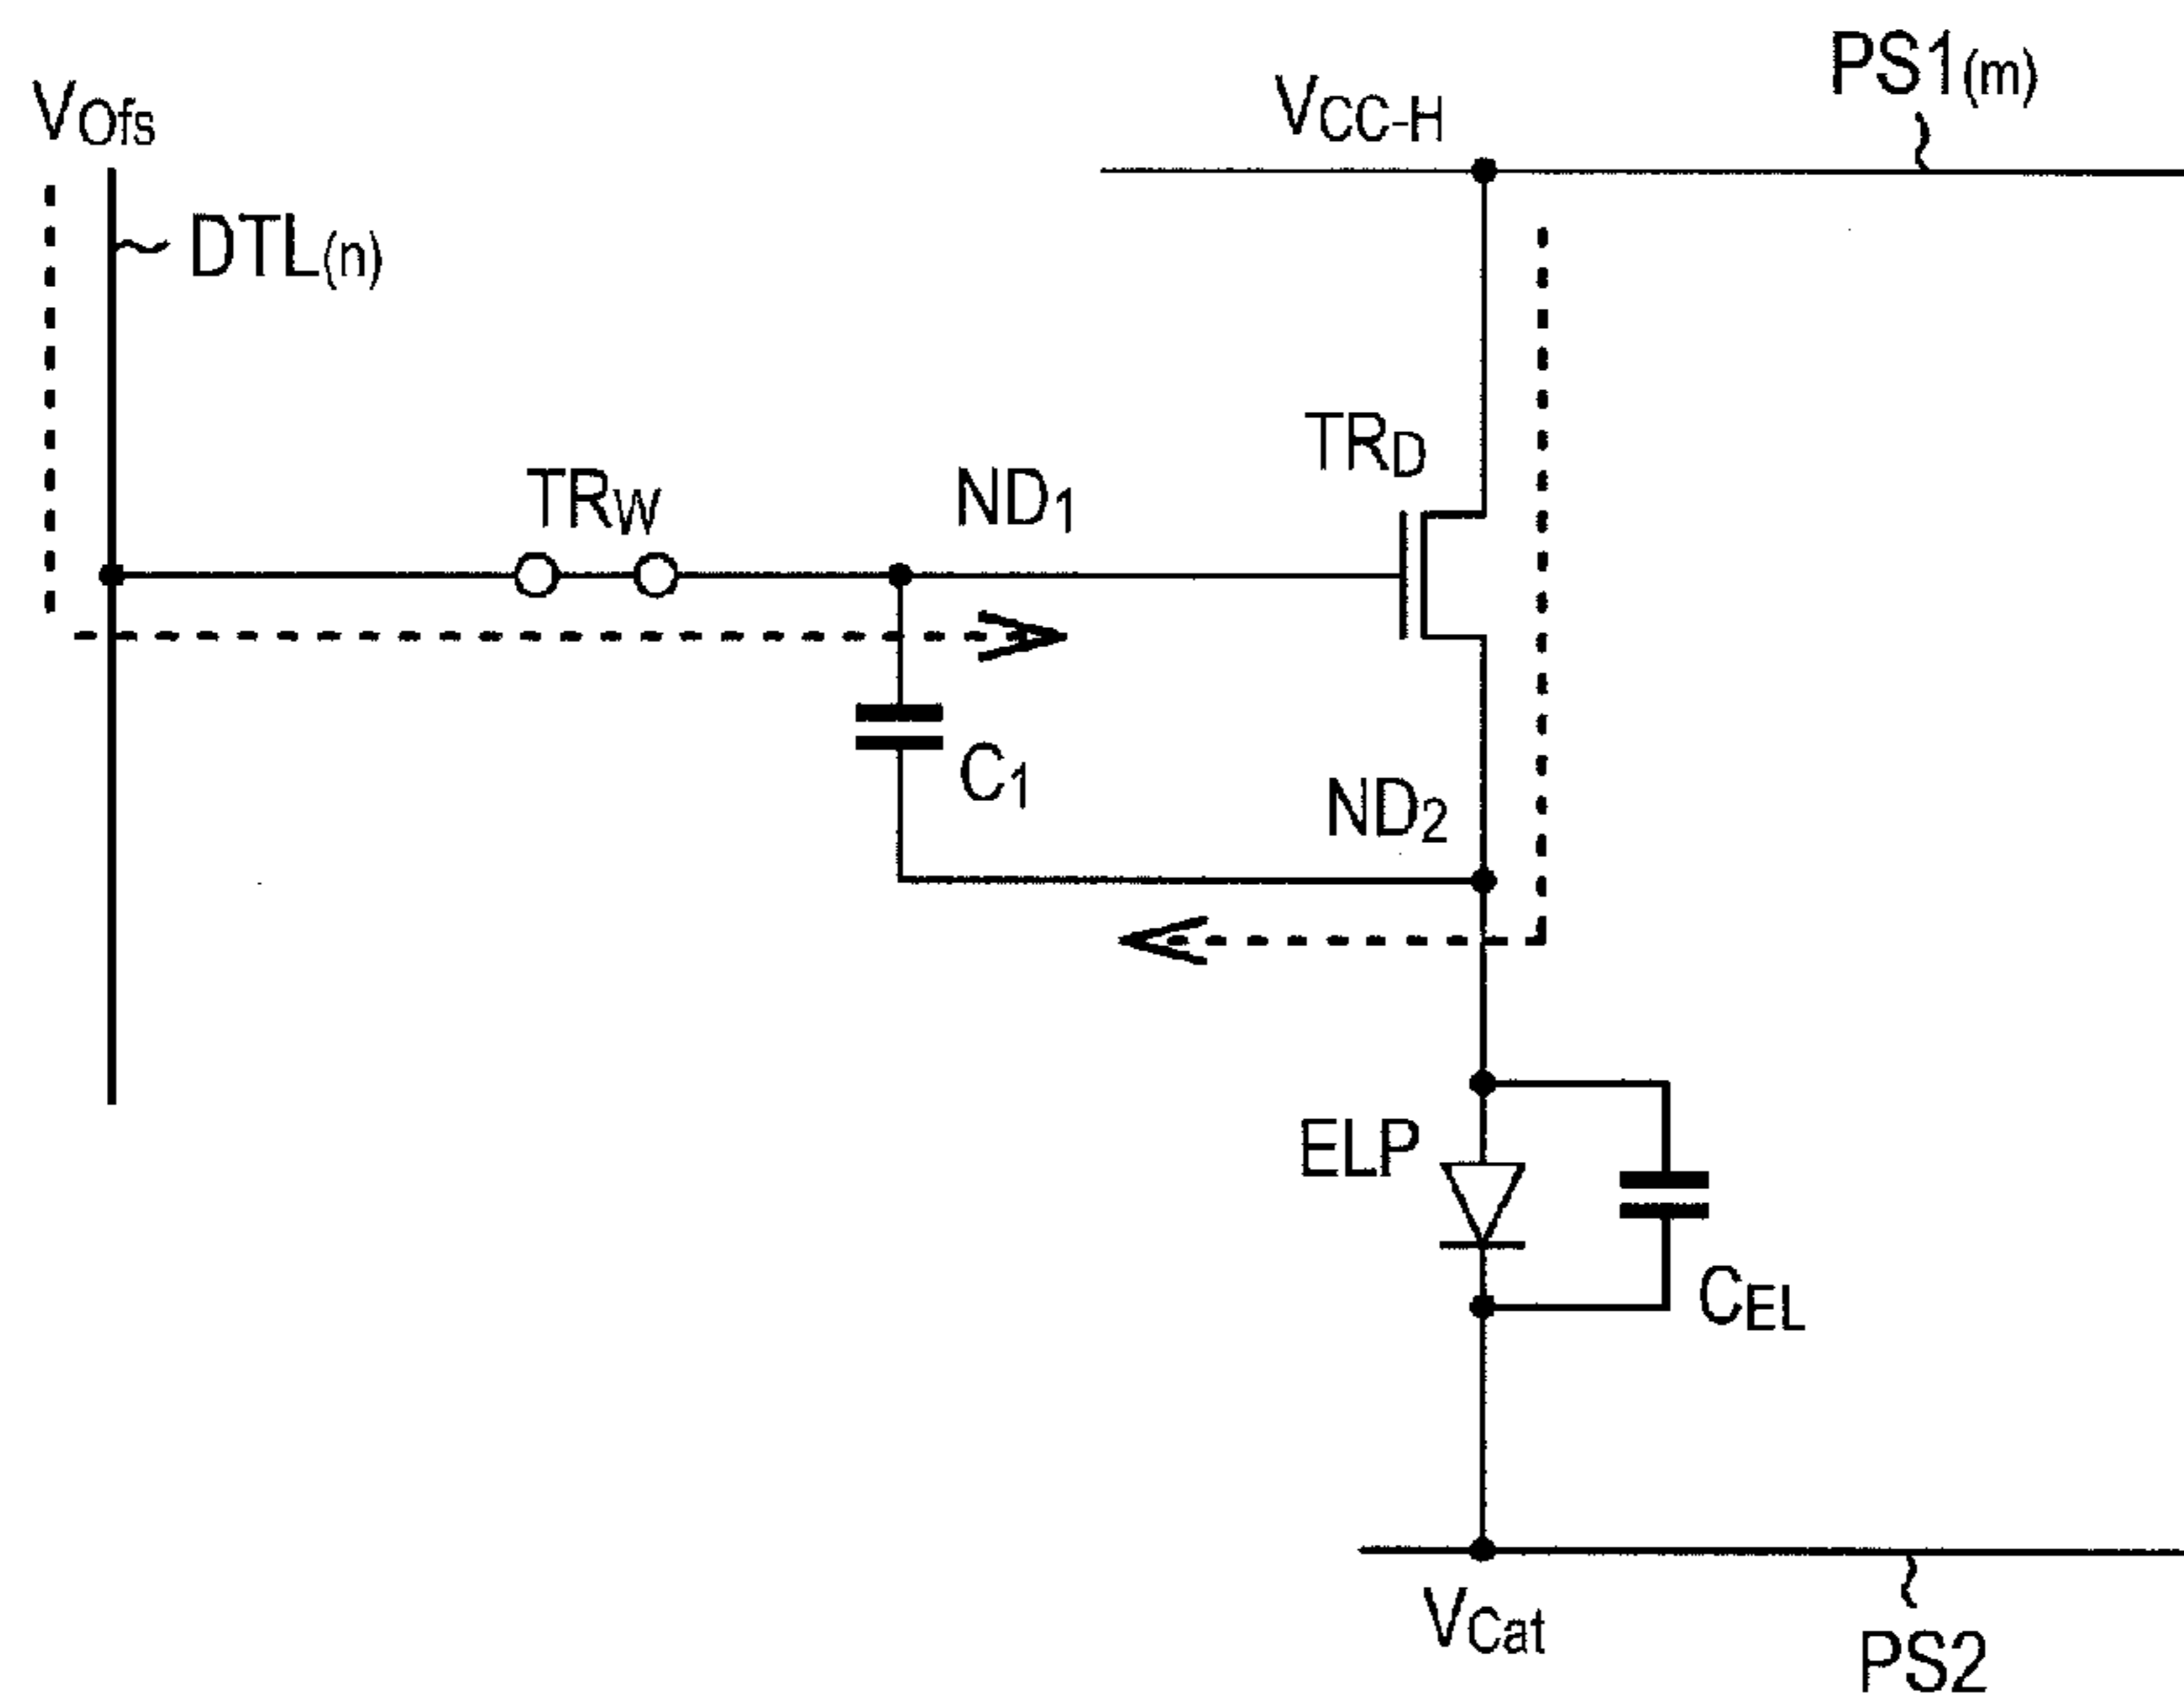 PS1(m)
VOfs
VCC-H
DTL(n)
TRD
TRW
ND1
C1
ND2
ELP
CEL
VCat
PS2